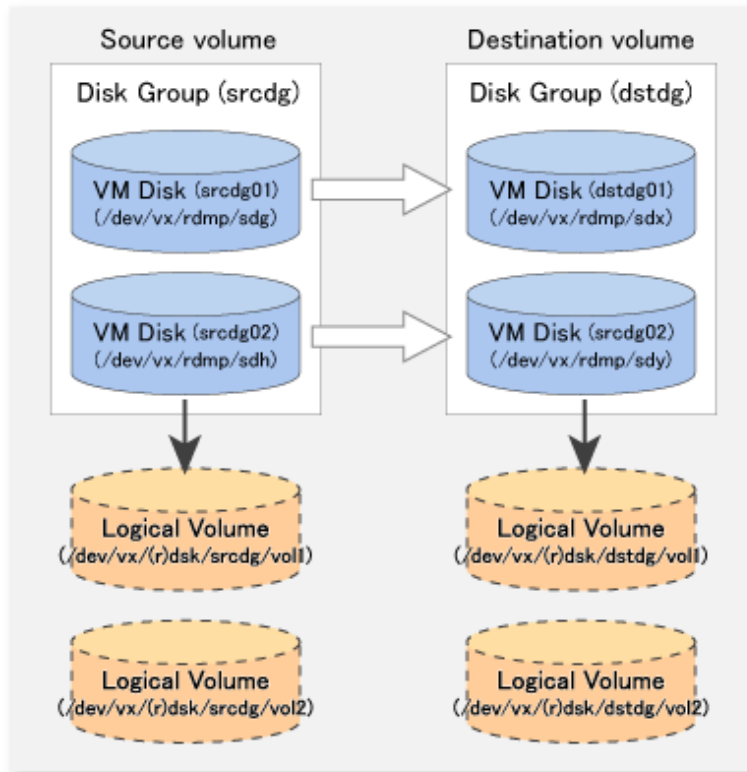 Source volume
Destination volume
Disk Group (srcdg)
Disk Group (dstdg)
VM Disk (srcdg01)
(/dev/vx/rdmp/sdg)
VM Disk (dstdg01)
(/dev/vx/rdmp/sdx)
VM Disk (srcdg02)
(/dev/vx/rdmp/sdh)
VM Disk (srcdg02)
(/dev/vx/rdmp/sdy)
Logical Volume
(/dev/vx/(r)dsk/srcdg/vol1)
Logical Volume
(/dev/vx/(r)dsk/dstdg/vol1)
Logical Volume
(/dev/vx/(r)dsk/srcdg/vol2)
Logical Volume
(/dev/vx/(r)dsk/dstdg/vol2)